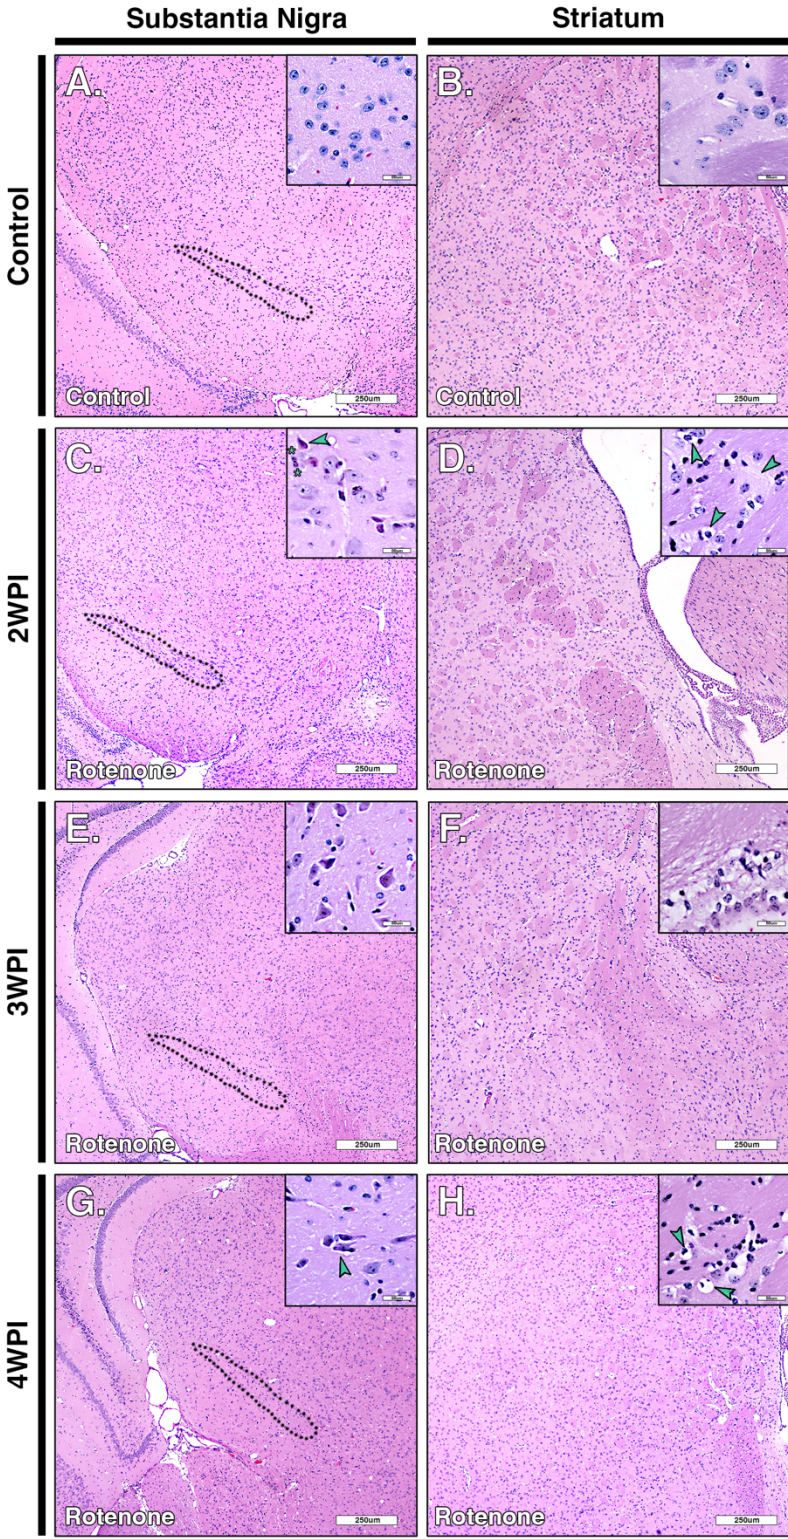 Substantia Nigra
Striatum
Control
A.
Control
250um
B.
Control
250um
2WPI
C.
*
*
Rotenone
250um
D.
Rotenone
250um
3WPI
E.
Rotenone
250um
F.
Rotenone
250um
4WPI
G.
Rotenone
250um
H.
Rotenone
250um